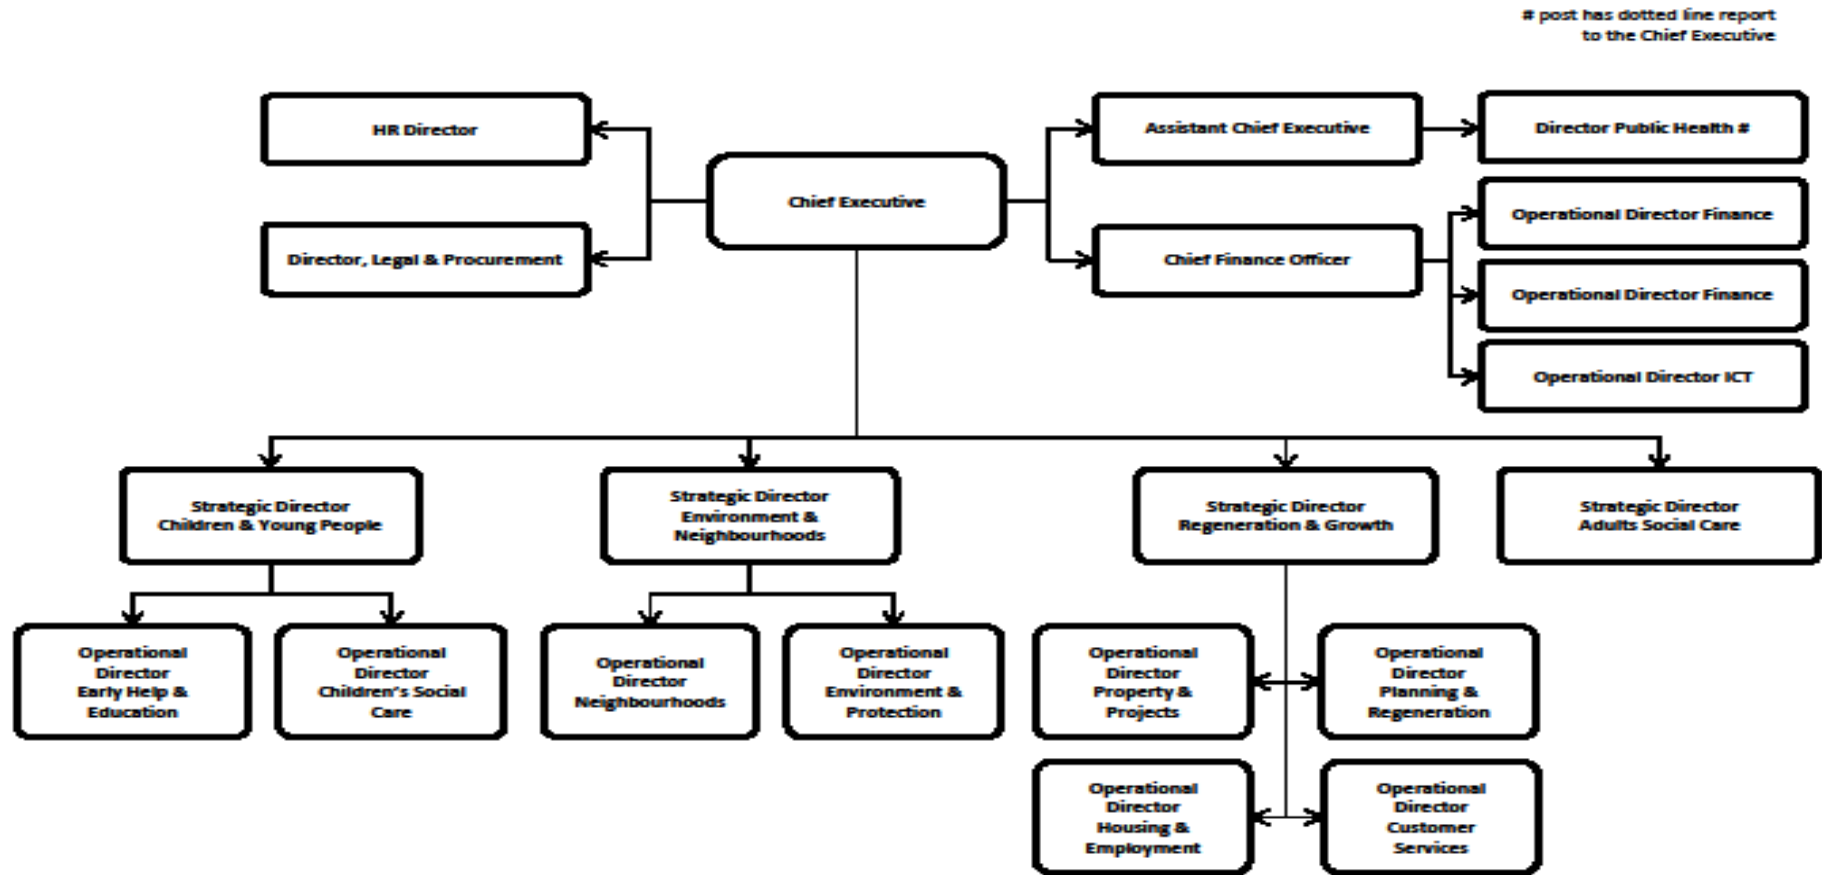 # post has dotted line report
to the Chief Executive
HR Director
Assistant Chief Executive
Director Public Health #
Chief Executive
Operational Director Finance
Director, Legal & Procurement
Chief Finance Officer
Operational Director Finance
Operational Director ICT
Strategic Director
Children & Young People
Strategic Director
Environment &
Neighbourhoods
Strategic Director
Regeneration & Growth
Strategic Director
Adults Social Care
Operational
Director
Early Help &
Education
Operational
Director
Children's Social
Care
Operational
Director
Neighbourhoods
Operational
Director
Environment &
Protection
Operational
Director
Property &
Projects
Operational
Director
Planning &
Regeneration
Operational
Director
Housing &
Employment
Operational
Director
Customer
Services